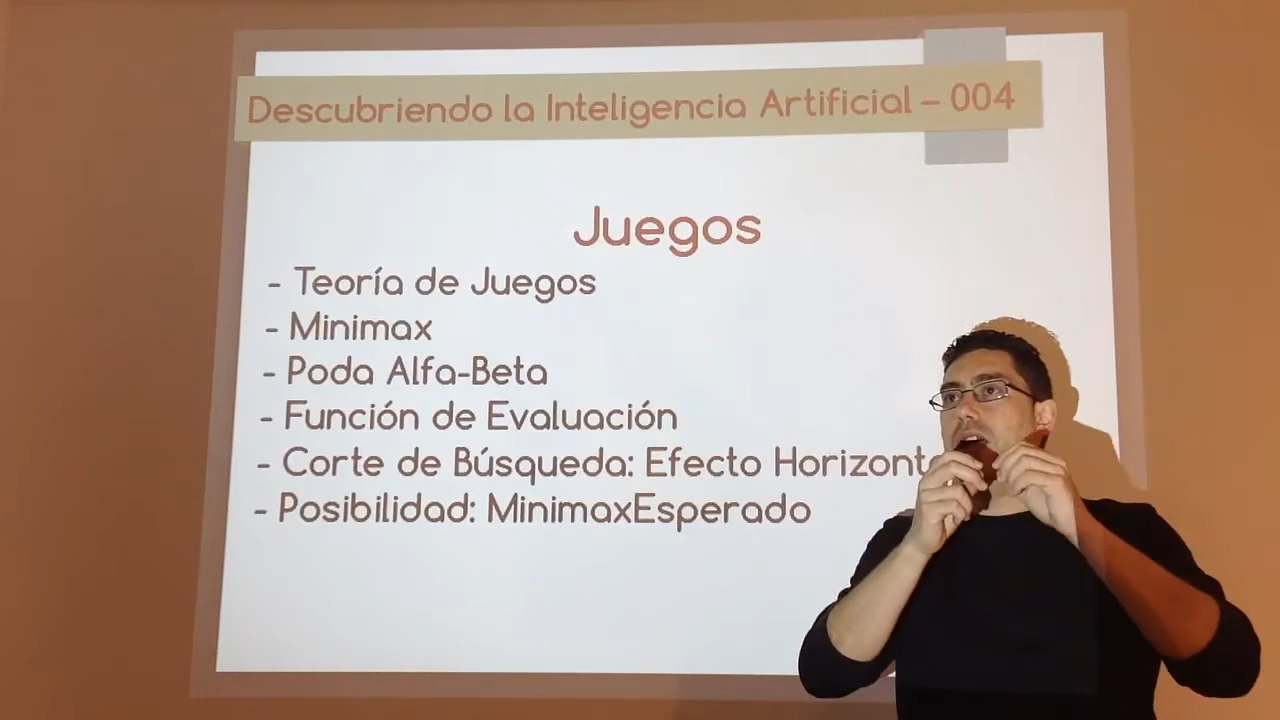 Descubriendo la Inteligencia Artificial – 004
Juegos
- Teoría de Juegos
- Minimax
- Poda Alfa-Beta
- Función de Evaluación
- Corte de Búsqueda: Efecto
- Posibilidad: MinimaxEsperado